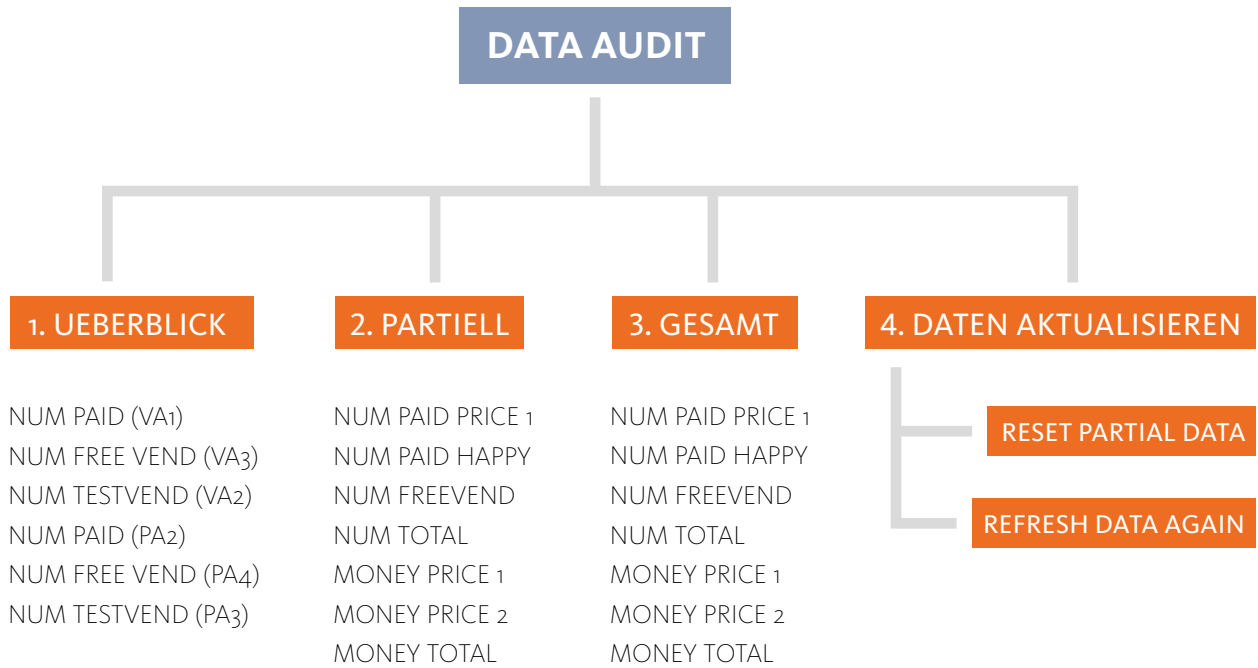 DATA AUDIT
1. UEBERBLICK
NUM PAID (VA1)
NUM FREE VEND (VA3)
NUM TESTVEND (VA2)
NUM PAID (PA2)
NUM FREE VEND (PA4)
NUM TESTVEND (PA3)
2. PARTIELL
NUM PAID PRICE 1
NUM PAID HAPPY
NUM FREEVEND
NUM TOTAL
MONEY PRICE 1
MONEY PRICE 2
MONEY TOTAL
3. GESAMT
NUM PAID PRICE 1
NUM PAID HAPPY
NUM FREEVEND
NUM TOTAL
MONEY PRICE 1
MONEY PRICE 2
MONEY TOTAL
4. DATEN AKTUALISIEREN
RESET PARTIAL DATA
REFRESH DATA AGAIN